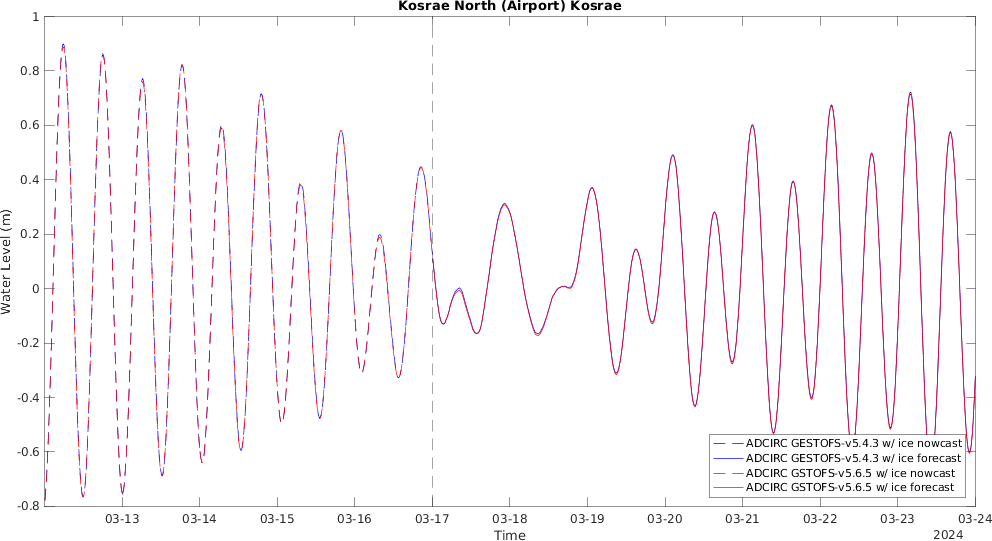 Kosrae North (Airport) Kosrae
1
0.8
0.6
0.4
0.2
0
-0.2
-0.4
-0.6
-0.8
Water Level (m)
03-13 03-14 03-15 03-16 03-17 03-18 03-19 03-20 03-21 03-22 03-23 03-24
Time
2024
ADCIRC GESTOFS-v5.4.3 w/ ice nowcast
ADCIRC GESTOFS-v5.4.3 w/ ice forecast
ADCIRC GSTOFS-v5.6.5 w/ ice nowcast
ADCIRC GSTOFS-v5.6.5 w/ ice forecast